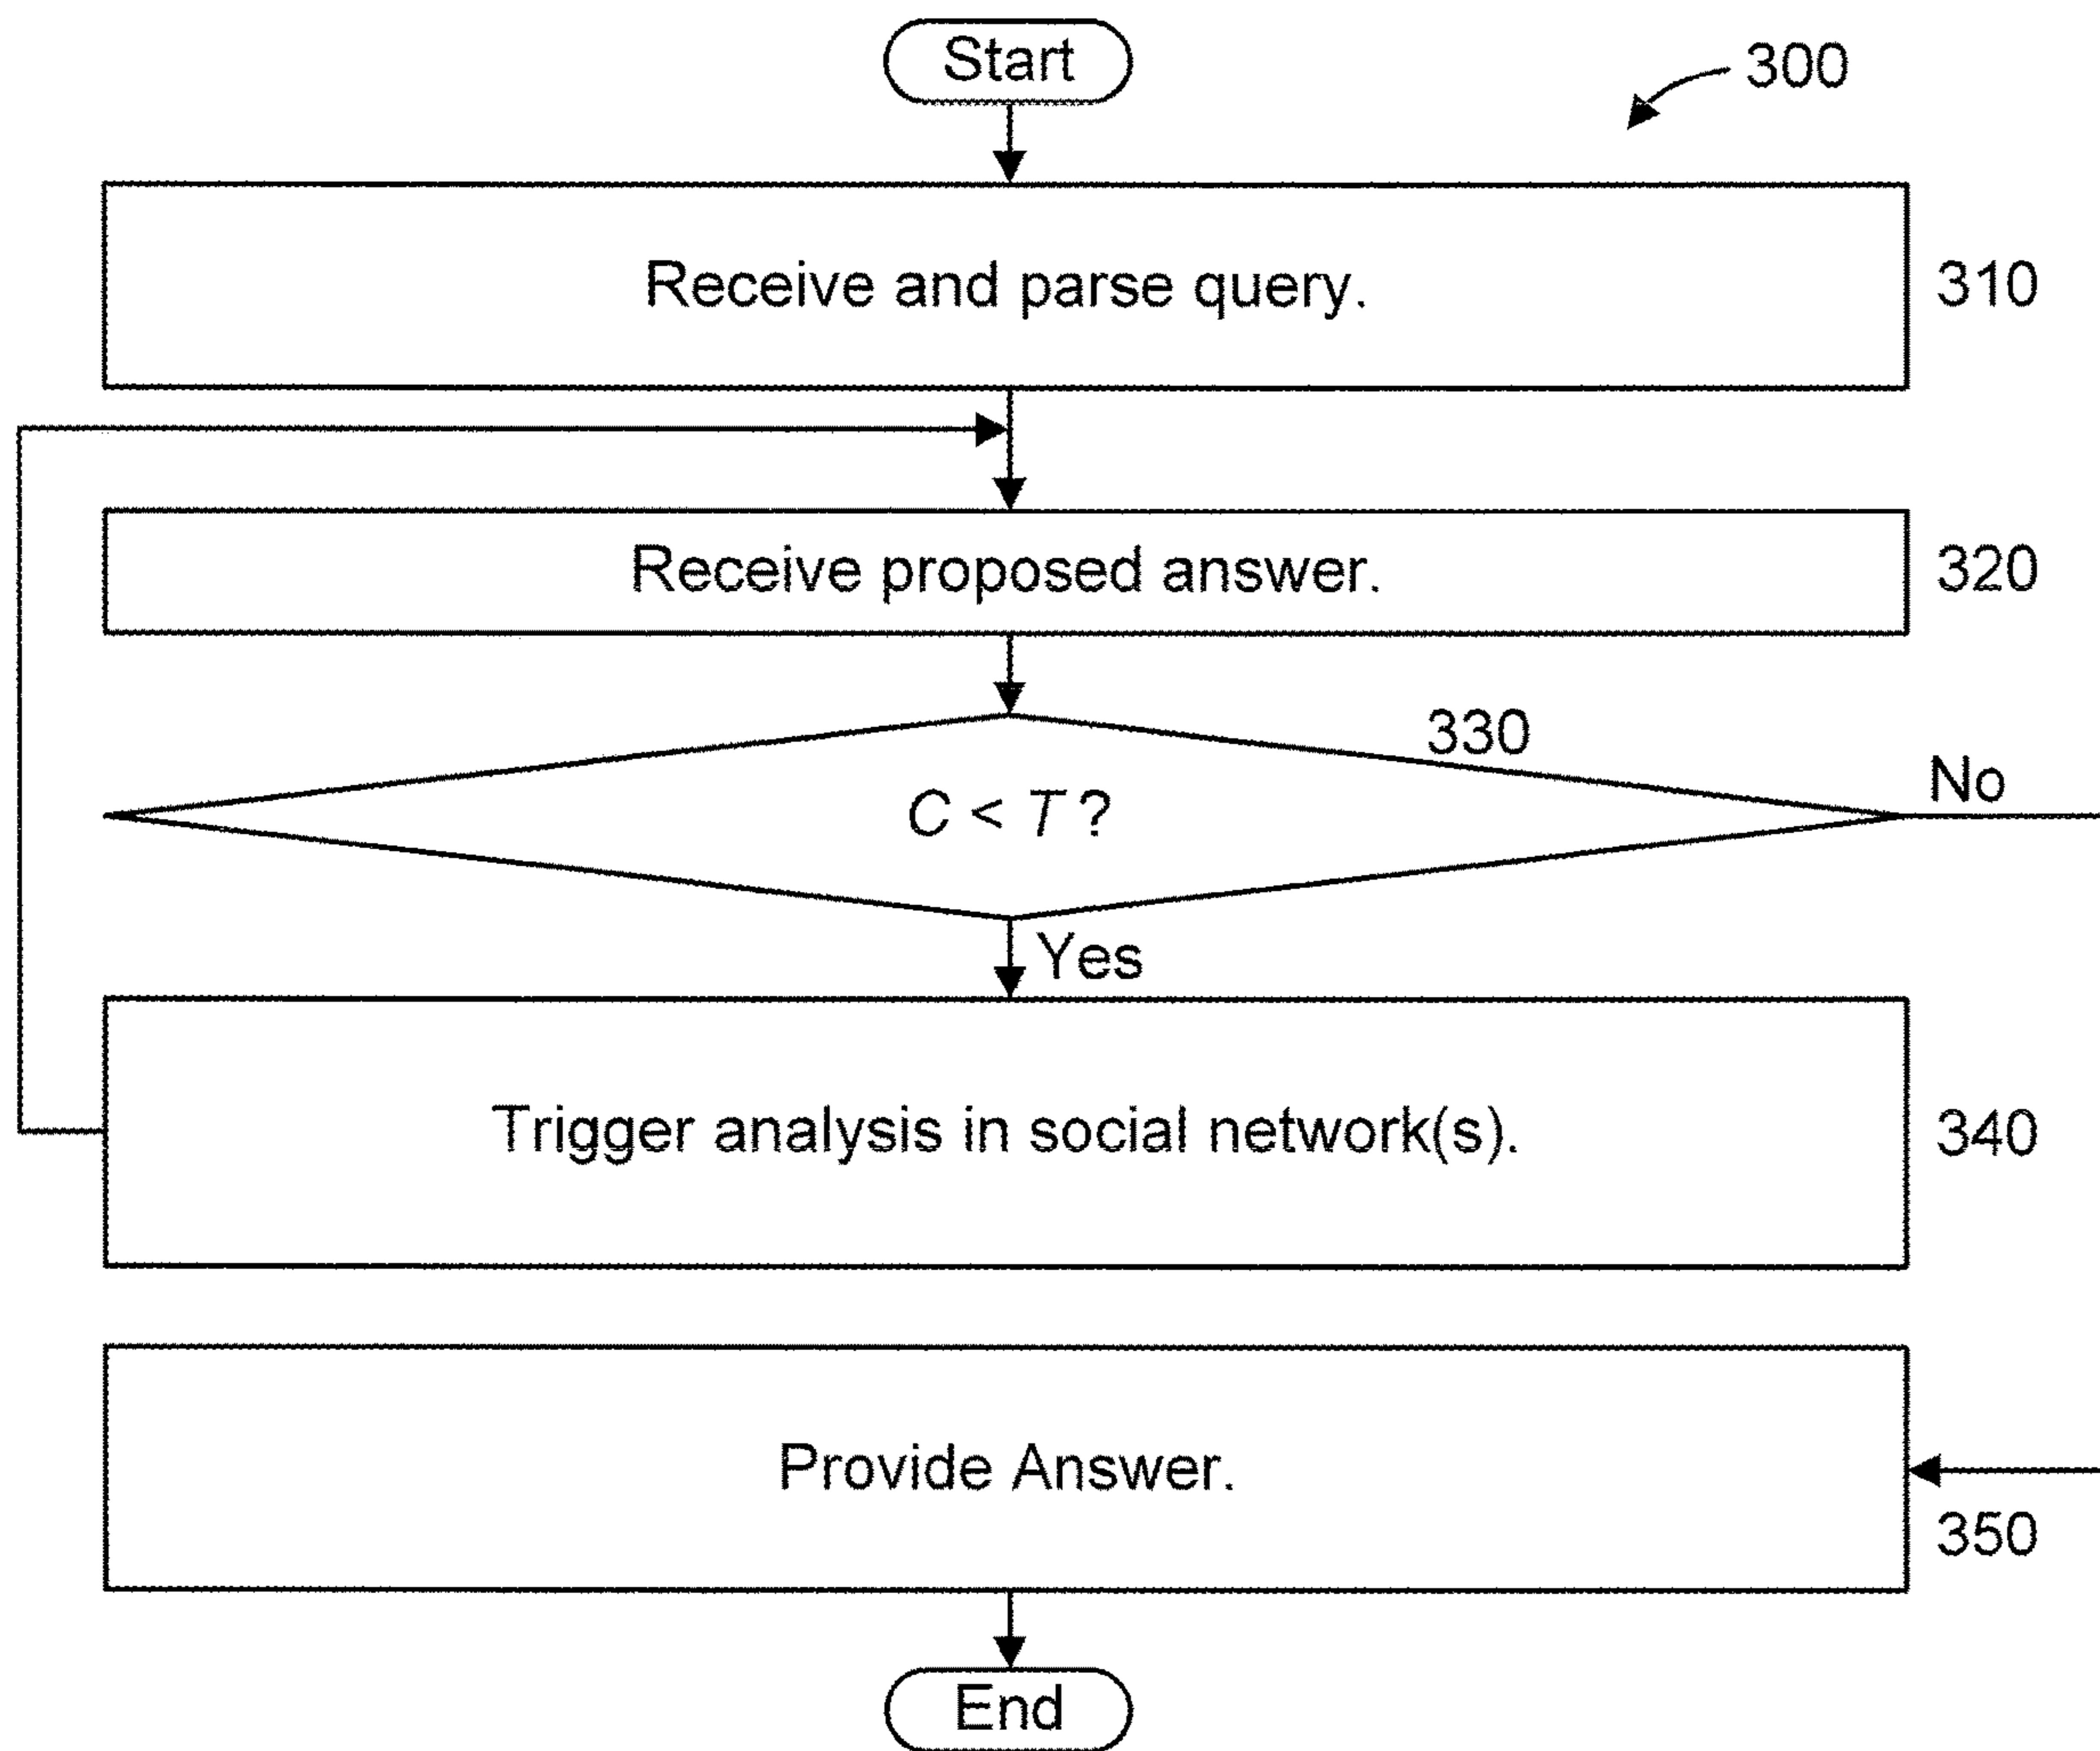 Start
300
Receive and parse query.
310
Receive proposed answer.
320
330
C < T ?
No
Yes
Trigger analysis in social network(s).
340
Provide Answer.
350
End